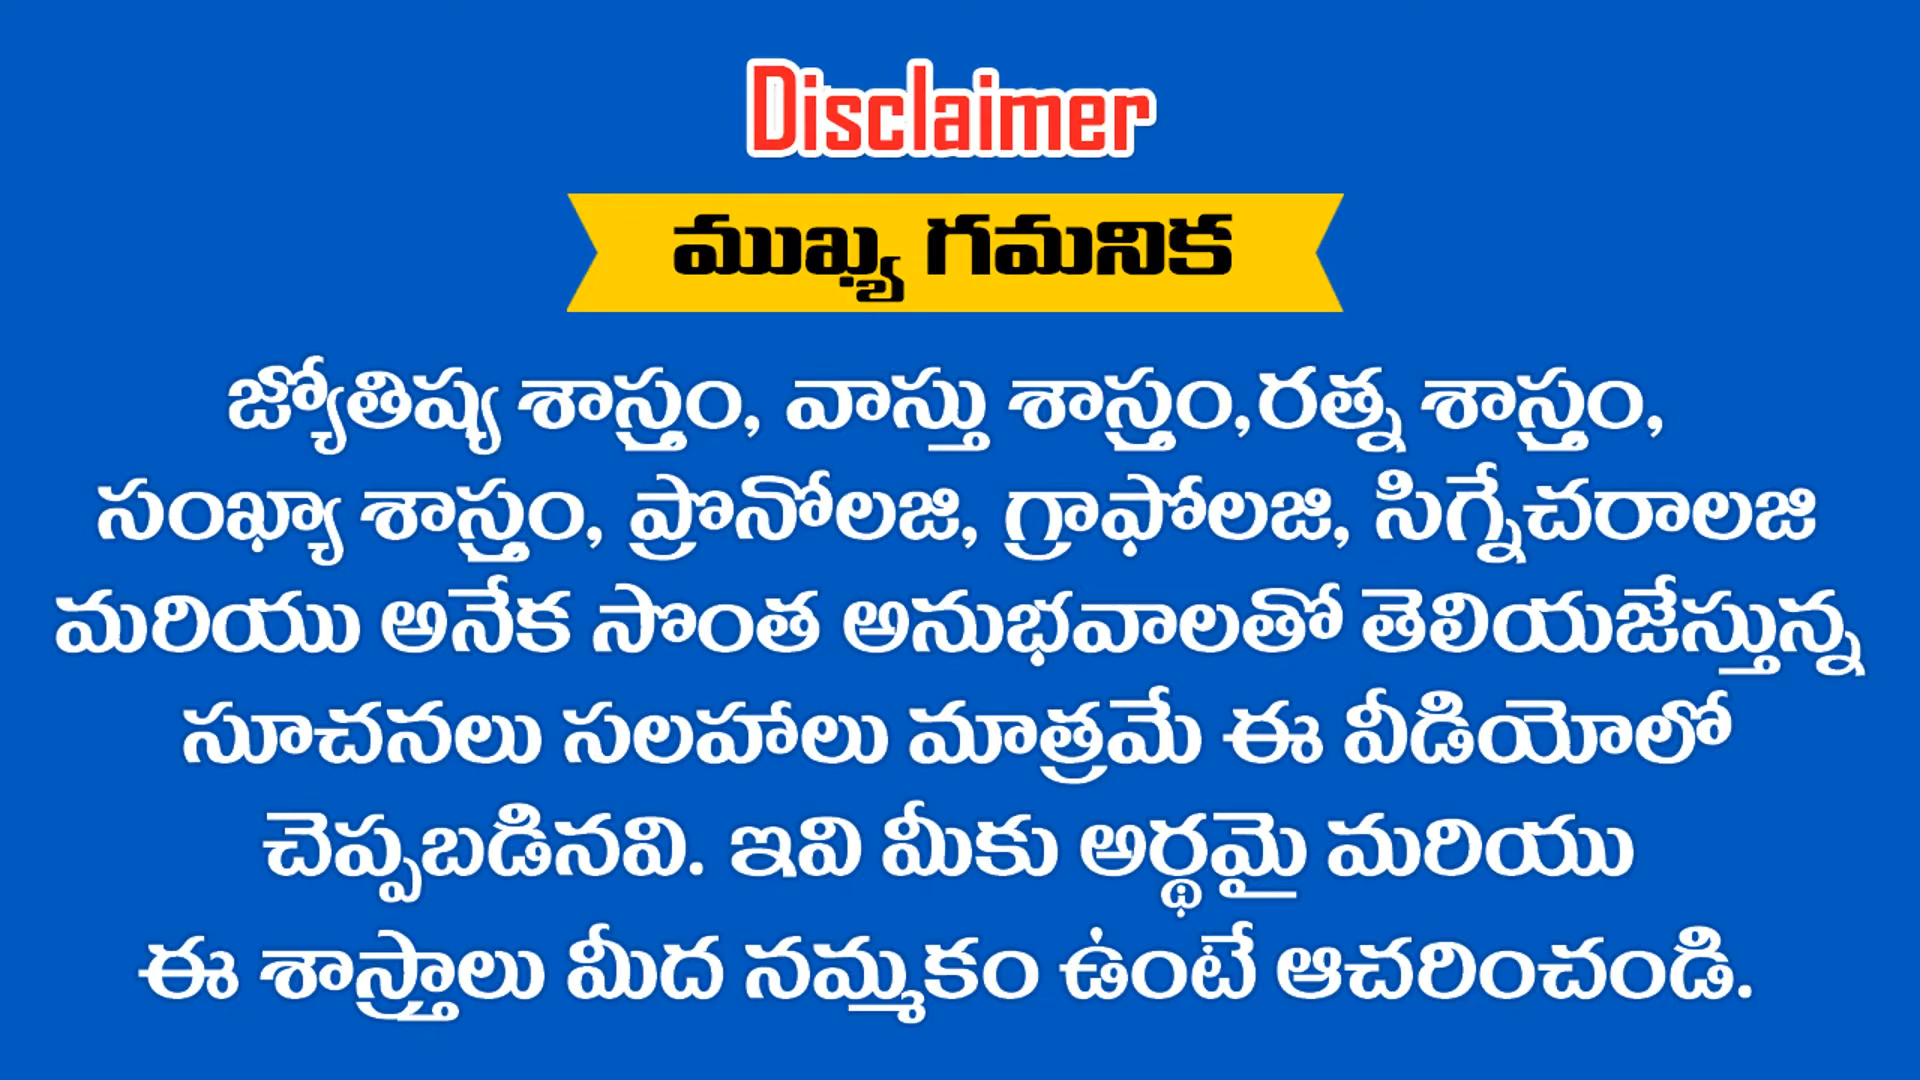 Disclaimer
ముఖ్య గమనిక
జ్యోతిష్య శాస్త్రం, వాస్తు శాస్త్రం,రత్న శాస్త్రం,
సంఖ్యా శాస్త్రం, ప్రొనోలజి, గ్రాఫోలజి, సిగ్నేచరాలజి
మరియు అనేక సొంత అనుభవాలతో తెలియజేస్తున్న
సూచనలు సలహాలు మాత్రమే ఈ వీడియోలో
చెప్పబడినవి. ఇవి మీకు అర్థమై మరియు
ఈ శాస్త్రాలు మీద నమ్మకం ఉంటే ఆచరించండి.